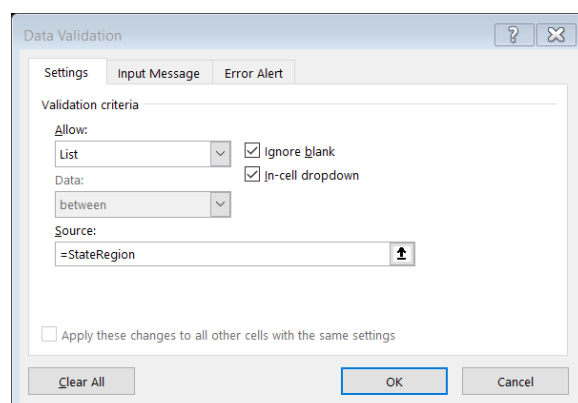 Data Validation
Settings Input Message Error Alert
Validation criteria
Allow:
List Ignore blank
Data: In-cell dropdown
between
Source:
=StateRegion
Apply these changes to all other cells with the same settings
Clear All OK Cancel